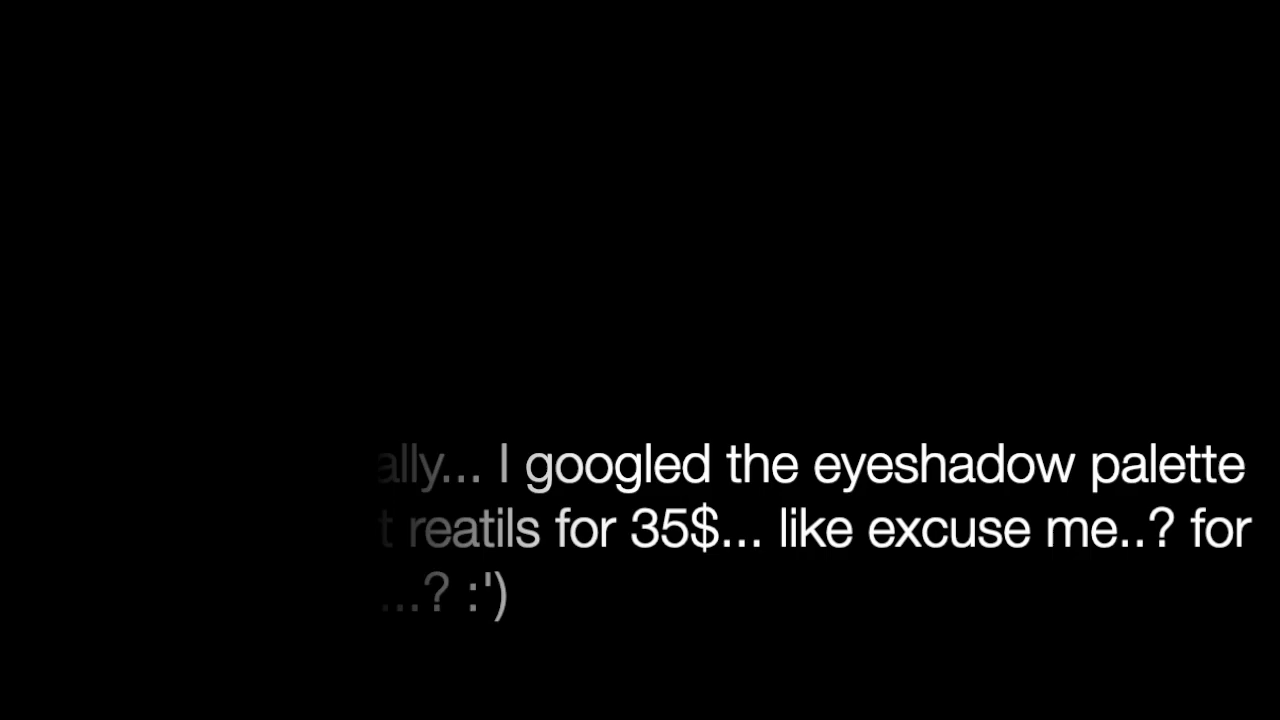 ally... I googled the eyeshadow palette
t reatils for 35$... like excuse me..? for
...? :')